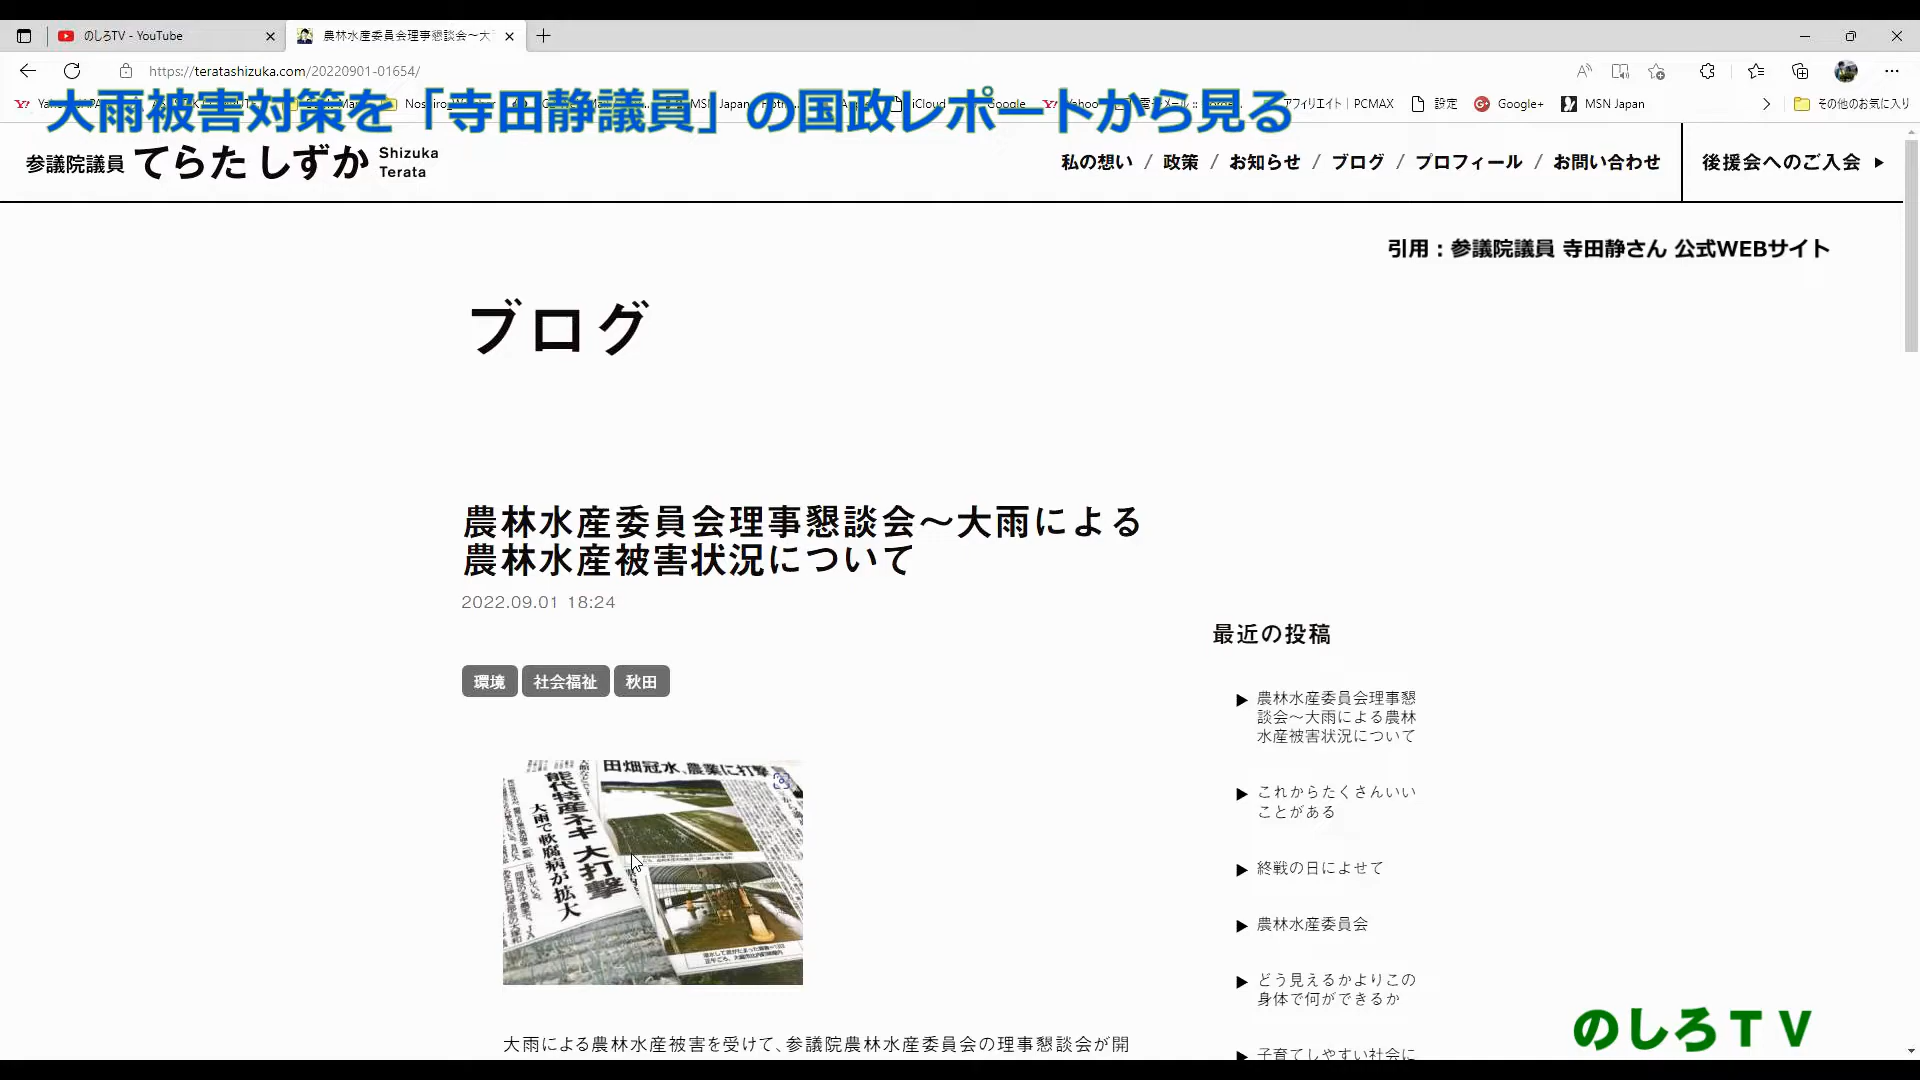 のしろTV - YouTube
農林水産委員会理事懇談会～大
https://teratashizuka.com/20220901-01654/
大雨被害対策を「寺田静議員」の国政レポートから見る
iCloud
Google
MSN Japan
アフィリエイト | PCMAX
設定
Google+
MSN Japan
その他のお気に入り
参議院議員 てらた しずか Shizuka Terata
私の想い / 政策 / お知らせ / ブログ / プロフィール / お問い合わせ
後援会へのご入会 ▶
引用：参議院議員 寺田静さん 公式WEBサイト
ブログ
農林水産委員会理事懇談会～大雨による
農林水産被害状況について
2022.09.01 18:24
環境 社会福祉 秋田
田畑冠水、農業に打撃
能代特産ネギ 大打撃
大雨で軟腐病が拡大
大雨による農林水産被害を受けて、参議院農林水産委員会の理事懇談会が開
最近の投稿
▶ 農林水産委員会理事懇
談会～大雨による農林
水産被害状況について
▶ これからたくさんいい
ことがある
▶ 終戦の日によせて
▶ 農林水産委員会
▶ どう見えるかよりこの
身体で何ができるか
▶ 子育てしやすい社会に
のしろＴＶ